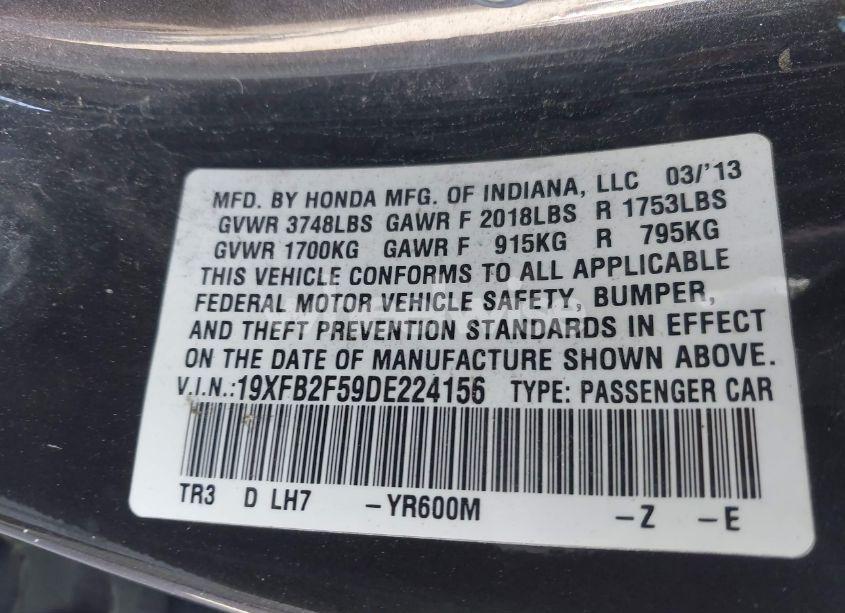 MFD. BY HONDA MFG. OF INDIANA, LLC 03/'13
GVWR 3748LBS GAWR F 2018LBS R 1753LBS
GVWR 1700KG GAWR F 915KG R 795KG
THIS VEHICLE CONFORMS TO ALL APPLICABLE
FEDERAL MOTOR VEHICLE SAFETY, BUMPER,
AND THEFT PREVENTION STANDARDS IN EFFECT
ON THE DATE OF MANUFACTURE SHOWN ABOVE.
V.I.N.:19XFB2F59DE224156 TYPE: PASSENGER CAR
TR3 D LH7 -YR600M -Z -E